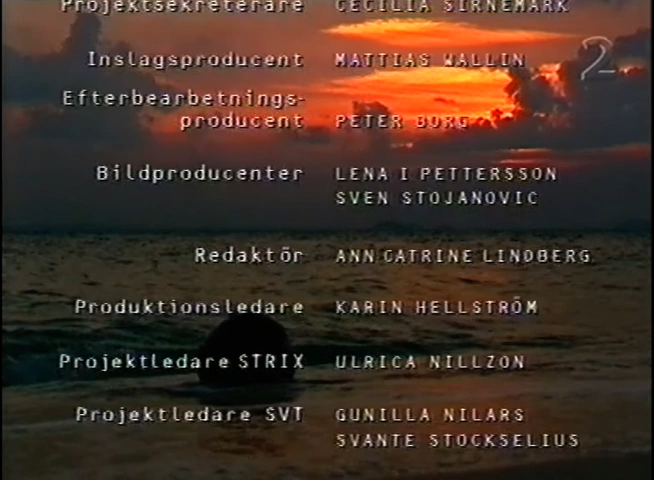 Projektsekreterare CECILIA SIRNEMARK
2
Inslagsproducent MATTIAS WALLIN
Efterbearbetnings-
producent PETER BORG
Bildproducenter LENA I PETTERSSON
SVEN STOJANOVIC
Redaktör ANN CATRINE LINDBERG
Produktionsledare KARIN HELLSTRÖM
Projektledare STRIX ULRICA NILLZON
Projektledare SVT GUNILLA NILARS
SVANTE STOCKSELIUS